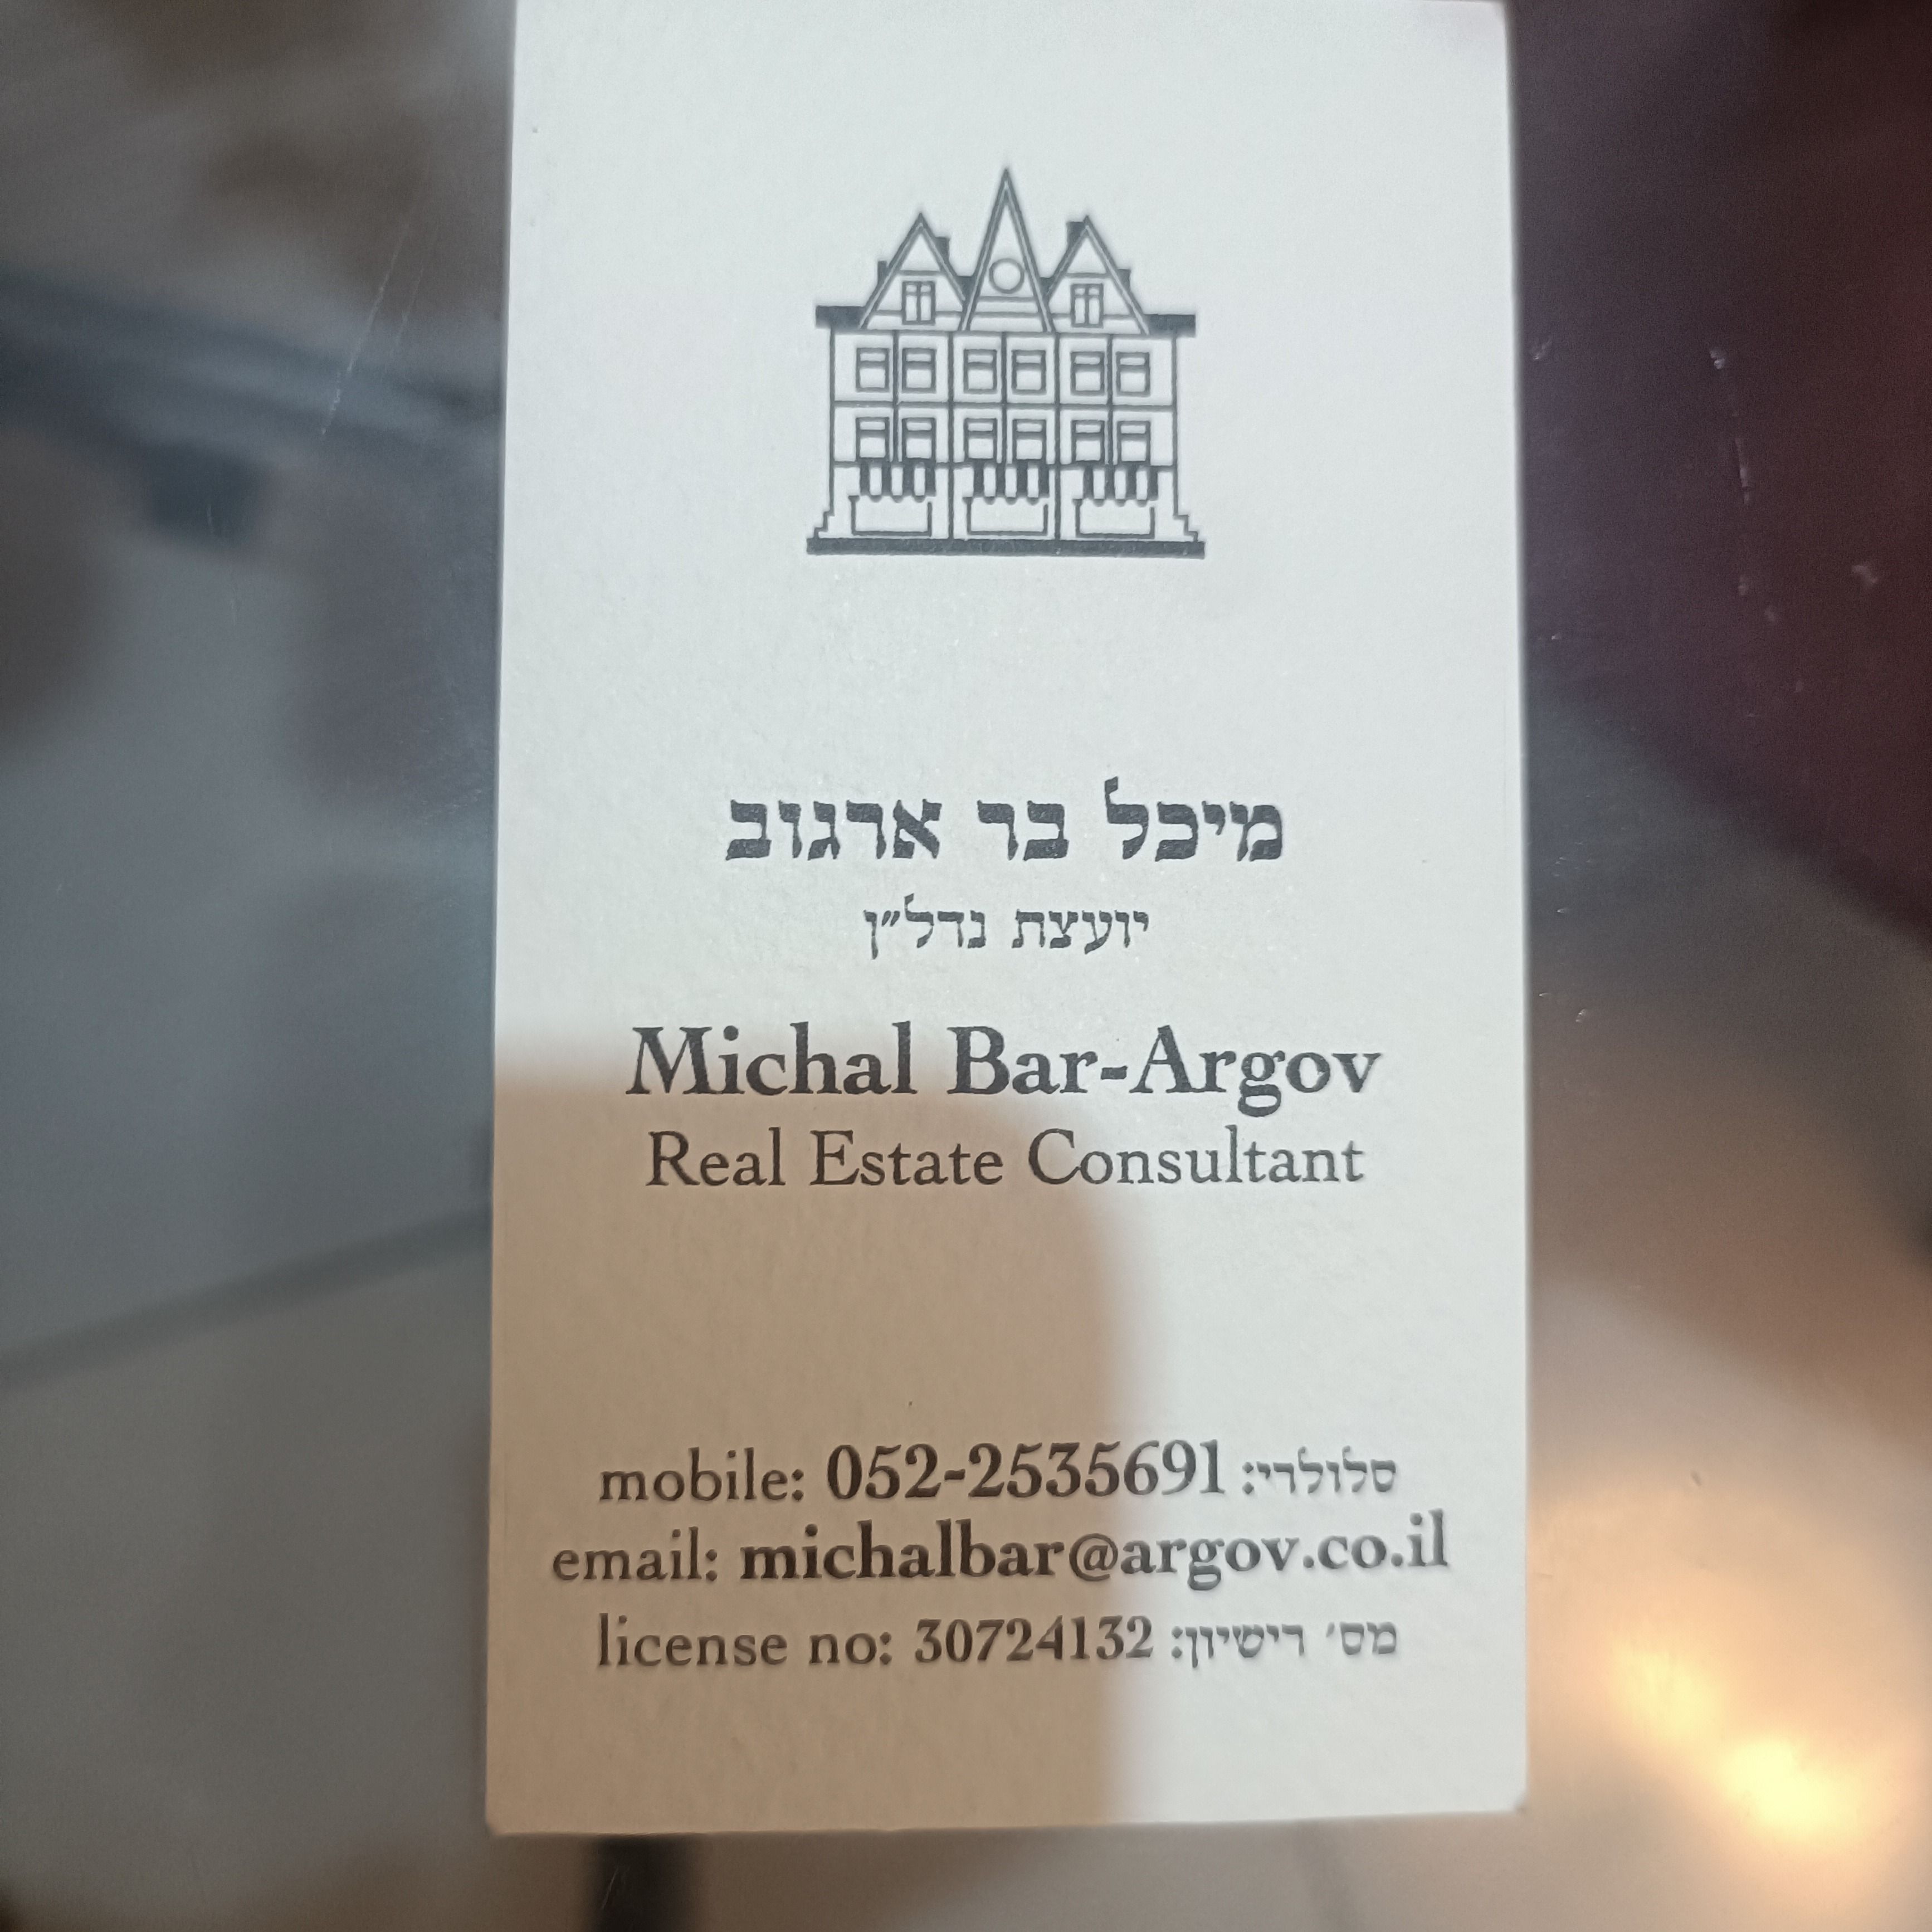 מיכל בר ארגוב
יועצת נדל״ן
Michal Bar-Argov
Real Estate Consultant
mobile: 052-2535691 סלולרי:
email: michalbar@argov.co.il
license no: 30724132 מס׳ רישיון: